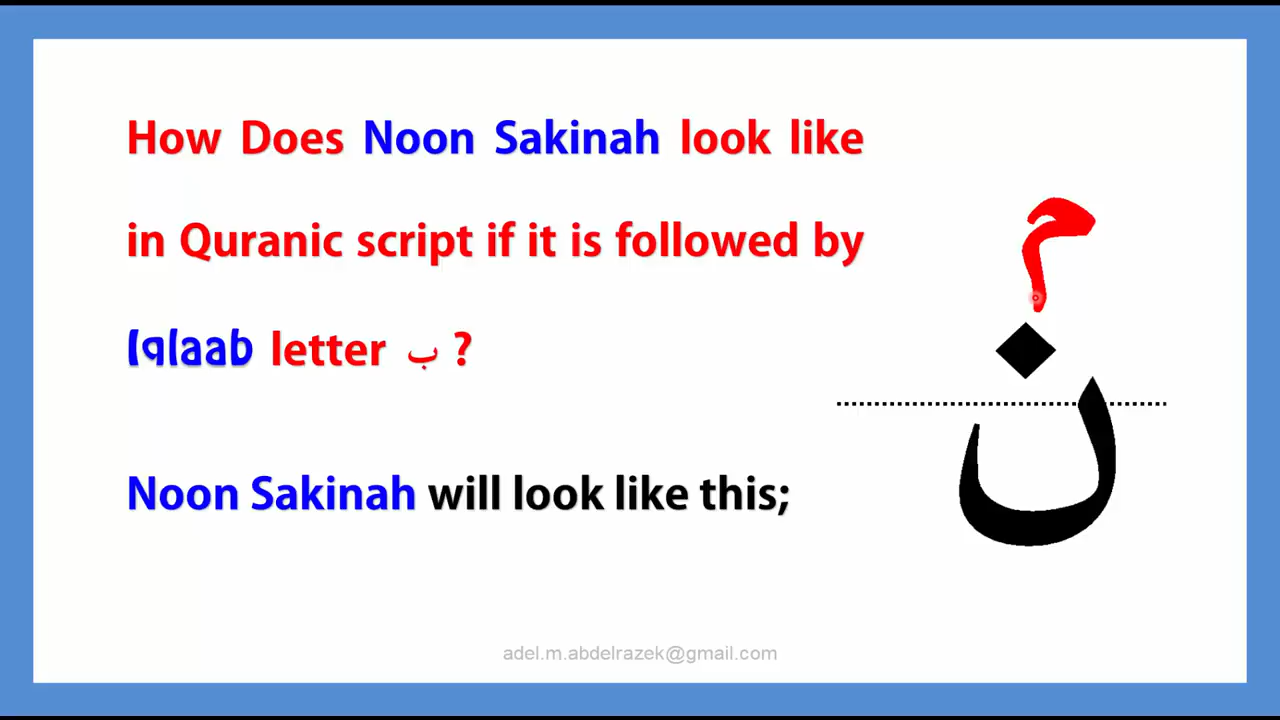 How Does Noon Sakinah look like
in Quranic script if it is followed by
Iqlaab letter ب ?
Noon Sakinah will look like this;
نۢ
adel.m.abdelrazek@gmail.com